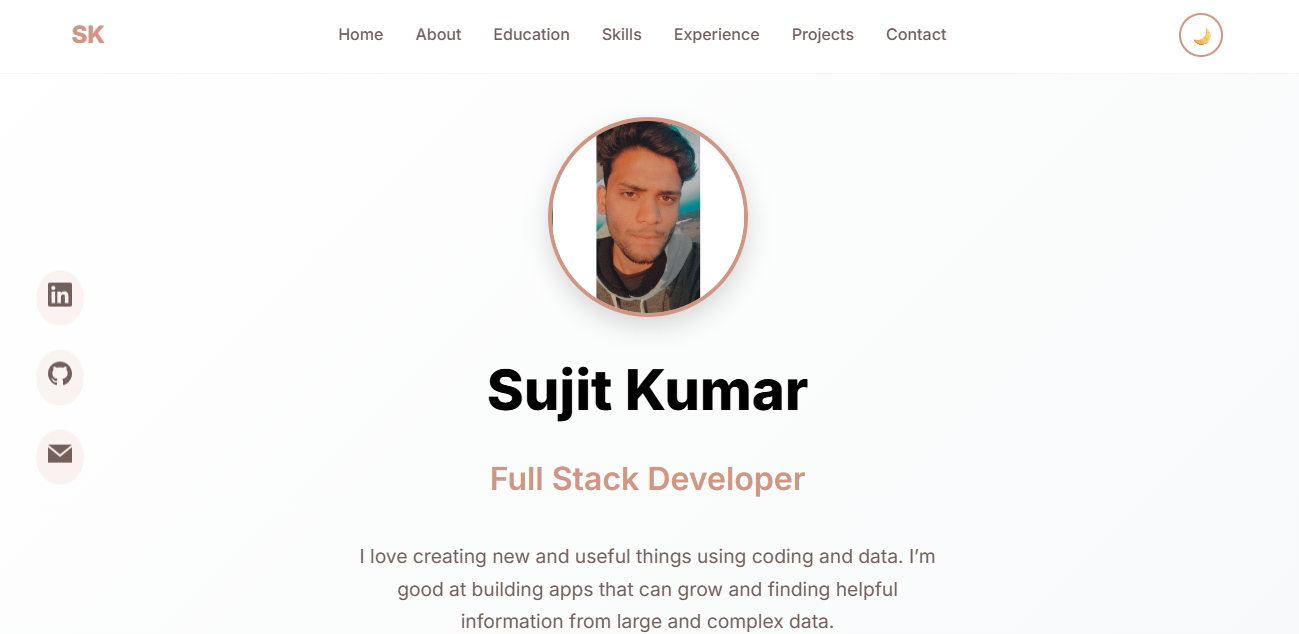 SK
Home
About
Education
Skills
Experience
Projects
Contact
in
Sujit Kumar
Full Stack Developer
I love creating new and useful things using coding and data. I’m
good at building apps that can grow and finding helpful
information from large and complex data.